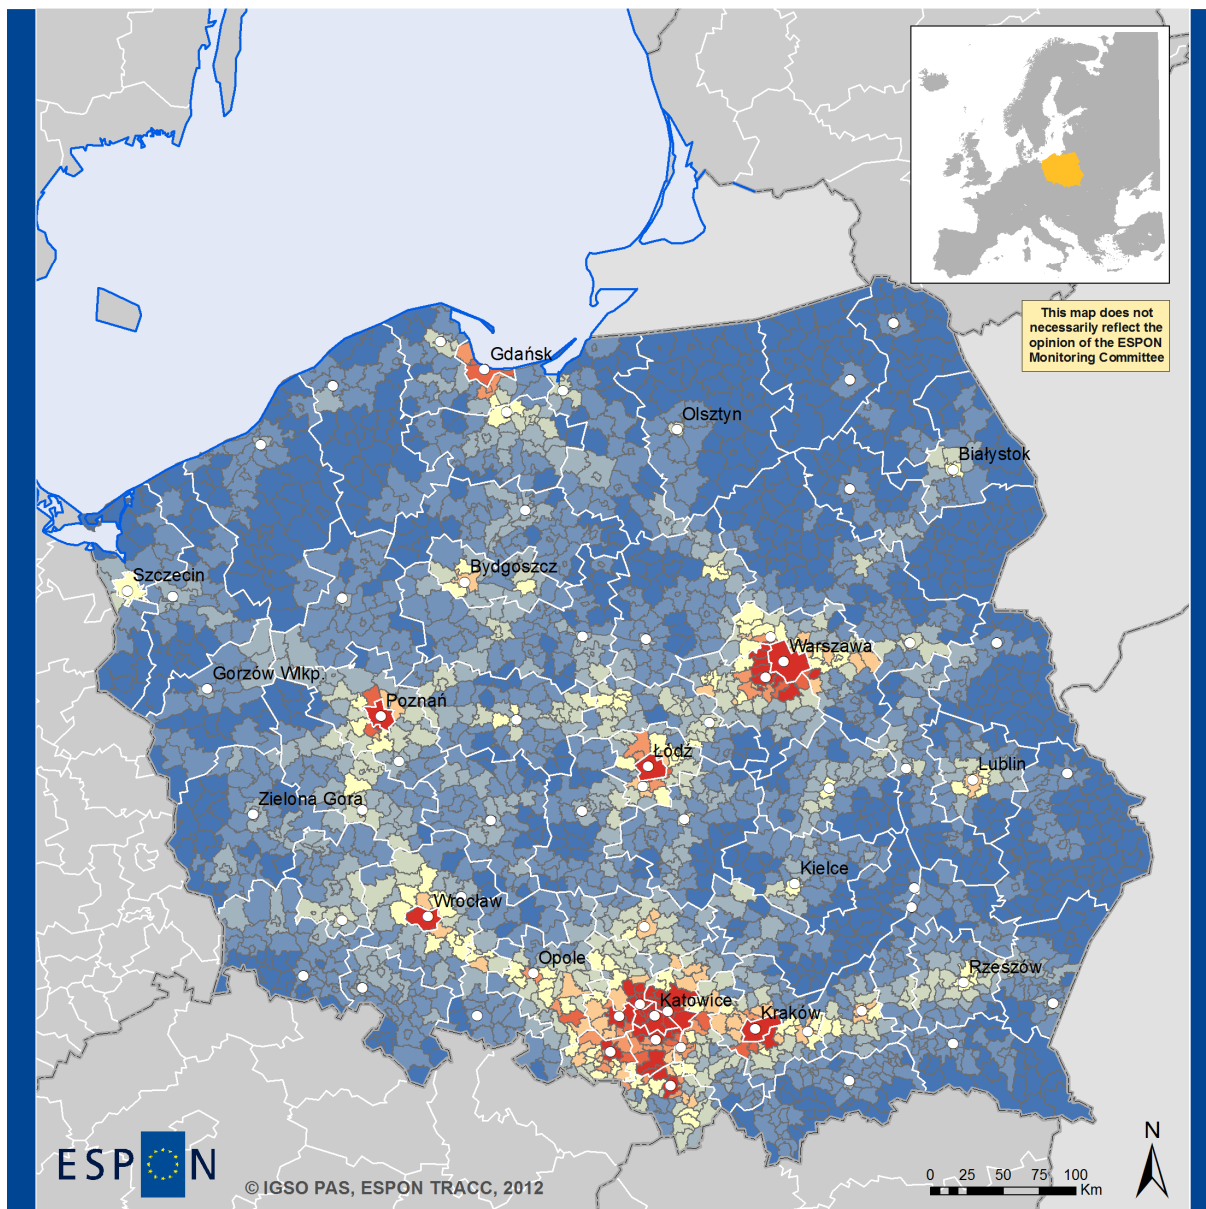 This map does not
necessarily reflect the
opinion of the ESPON
Monitoring Committee
Gdańsk
Olsztyn
Białystok
Szczecin
Bydgoszcz
Warszawa
Gorzów Wlkp.
Poznań
Łódź
Lublin
Zielona Góra
Kielce
Wrocław
Opole
Rzeszów
Katowice
Kraków
N
ESPON
© IGSO PAS, ESPON TRACC, 2012
0 25 50 75 100
Km